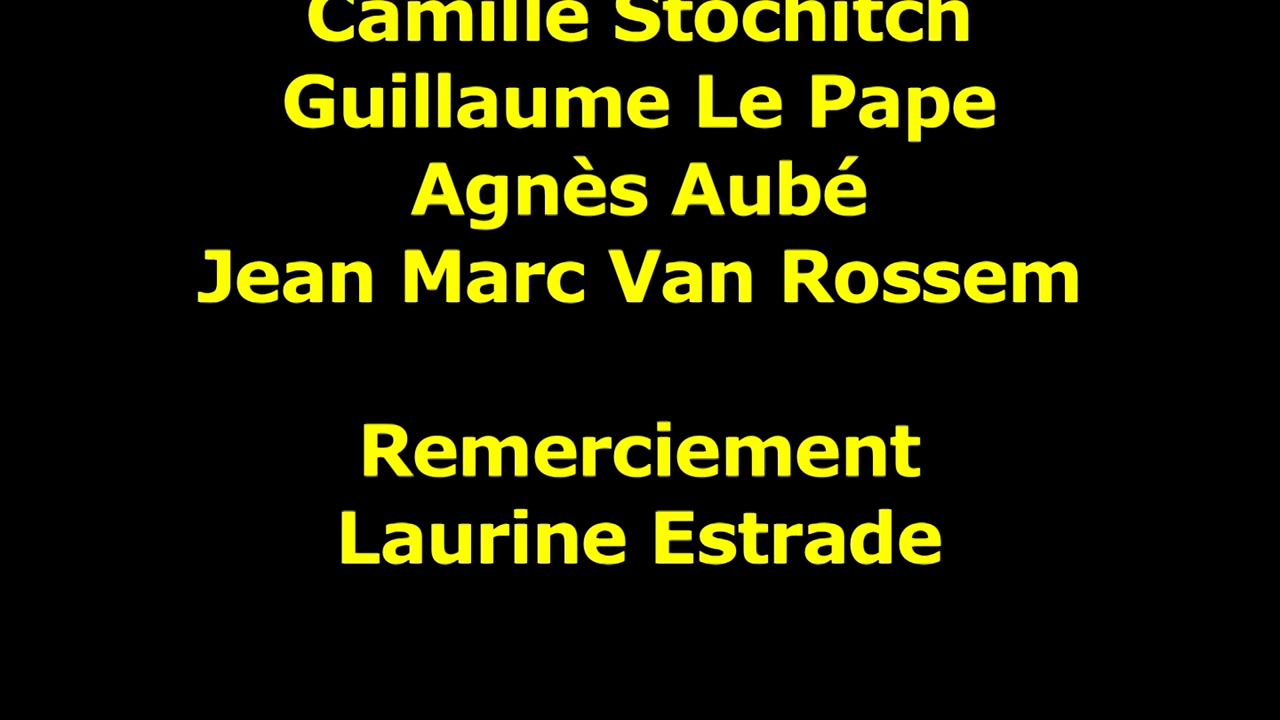 Camille Stochitch
Guillaume Le Pape
Agnès Aubé
Jean Marc Van Rossem
Remerciement
Laurine Estrade